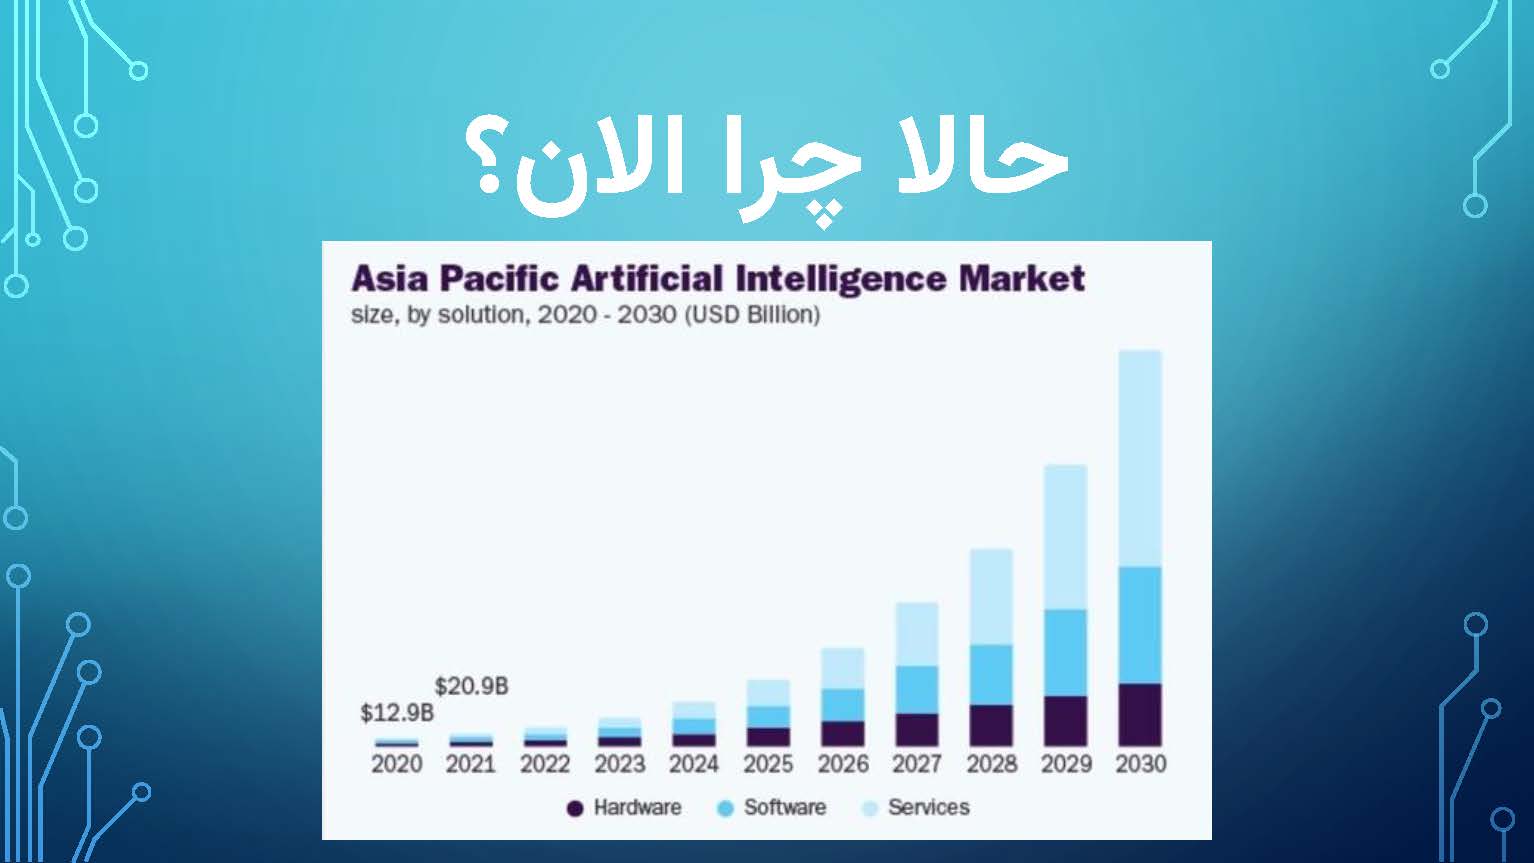 حالا چرا الان؟
Asia Pacific Artificial Intelligence Market
size, by solution, 2020 - 2030 (USD Billion)
$20.9B
$12.9B
2020 2021 2022 2023 2024 2025 2026 2027 2028 2029 2030
Hardware Software Services